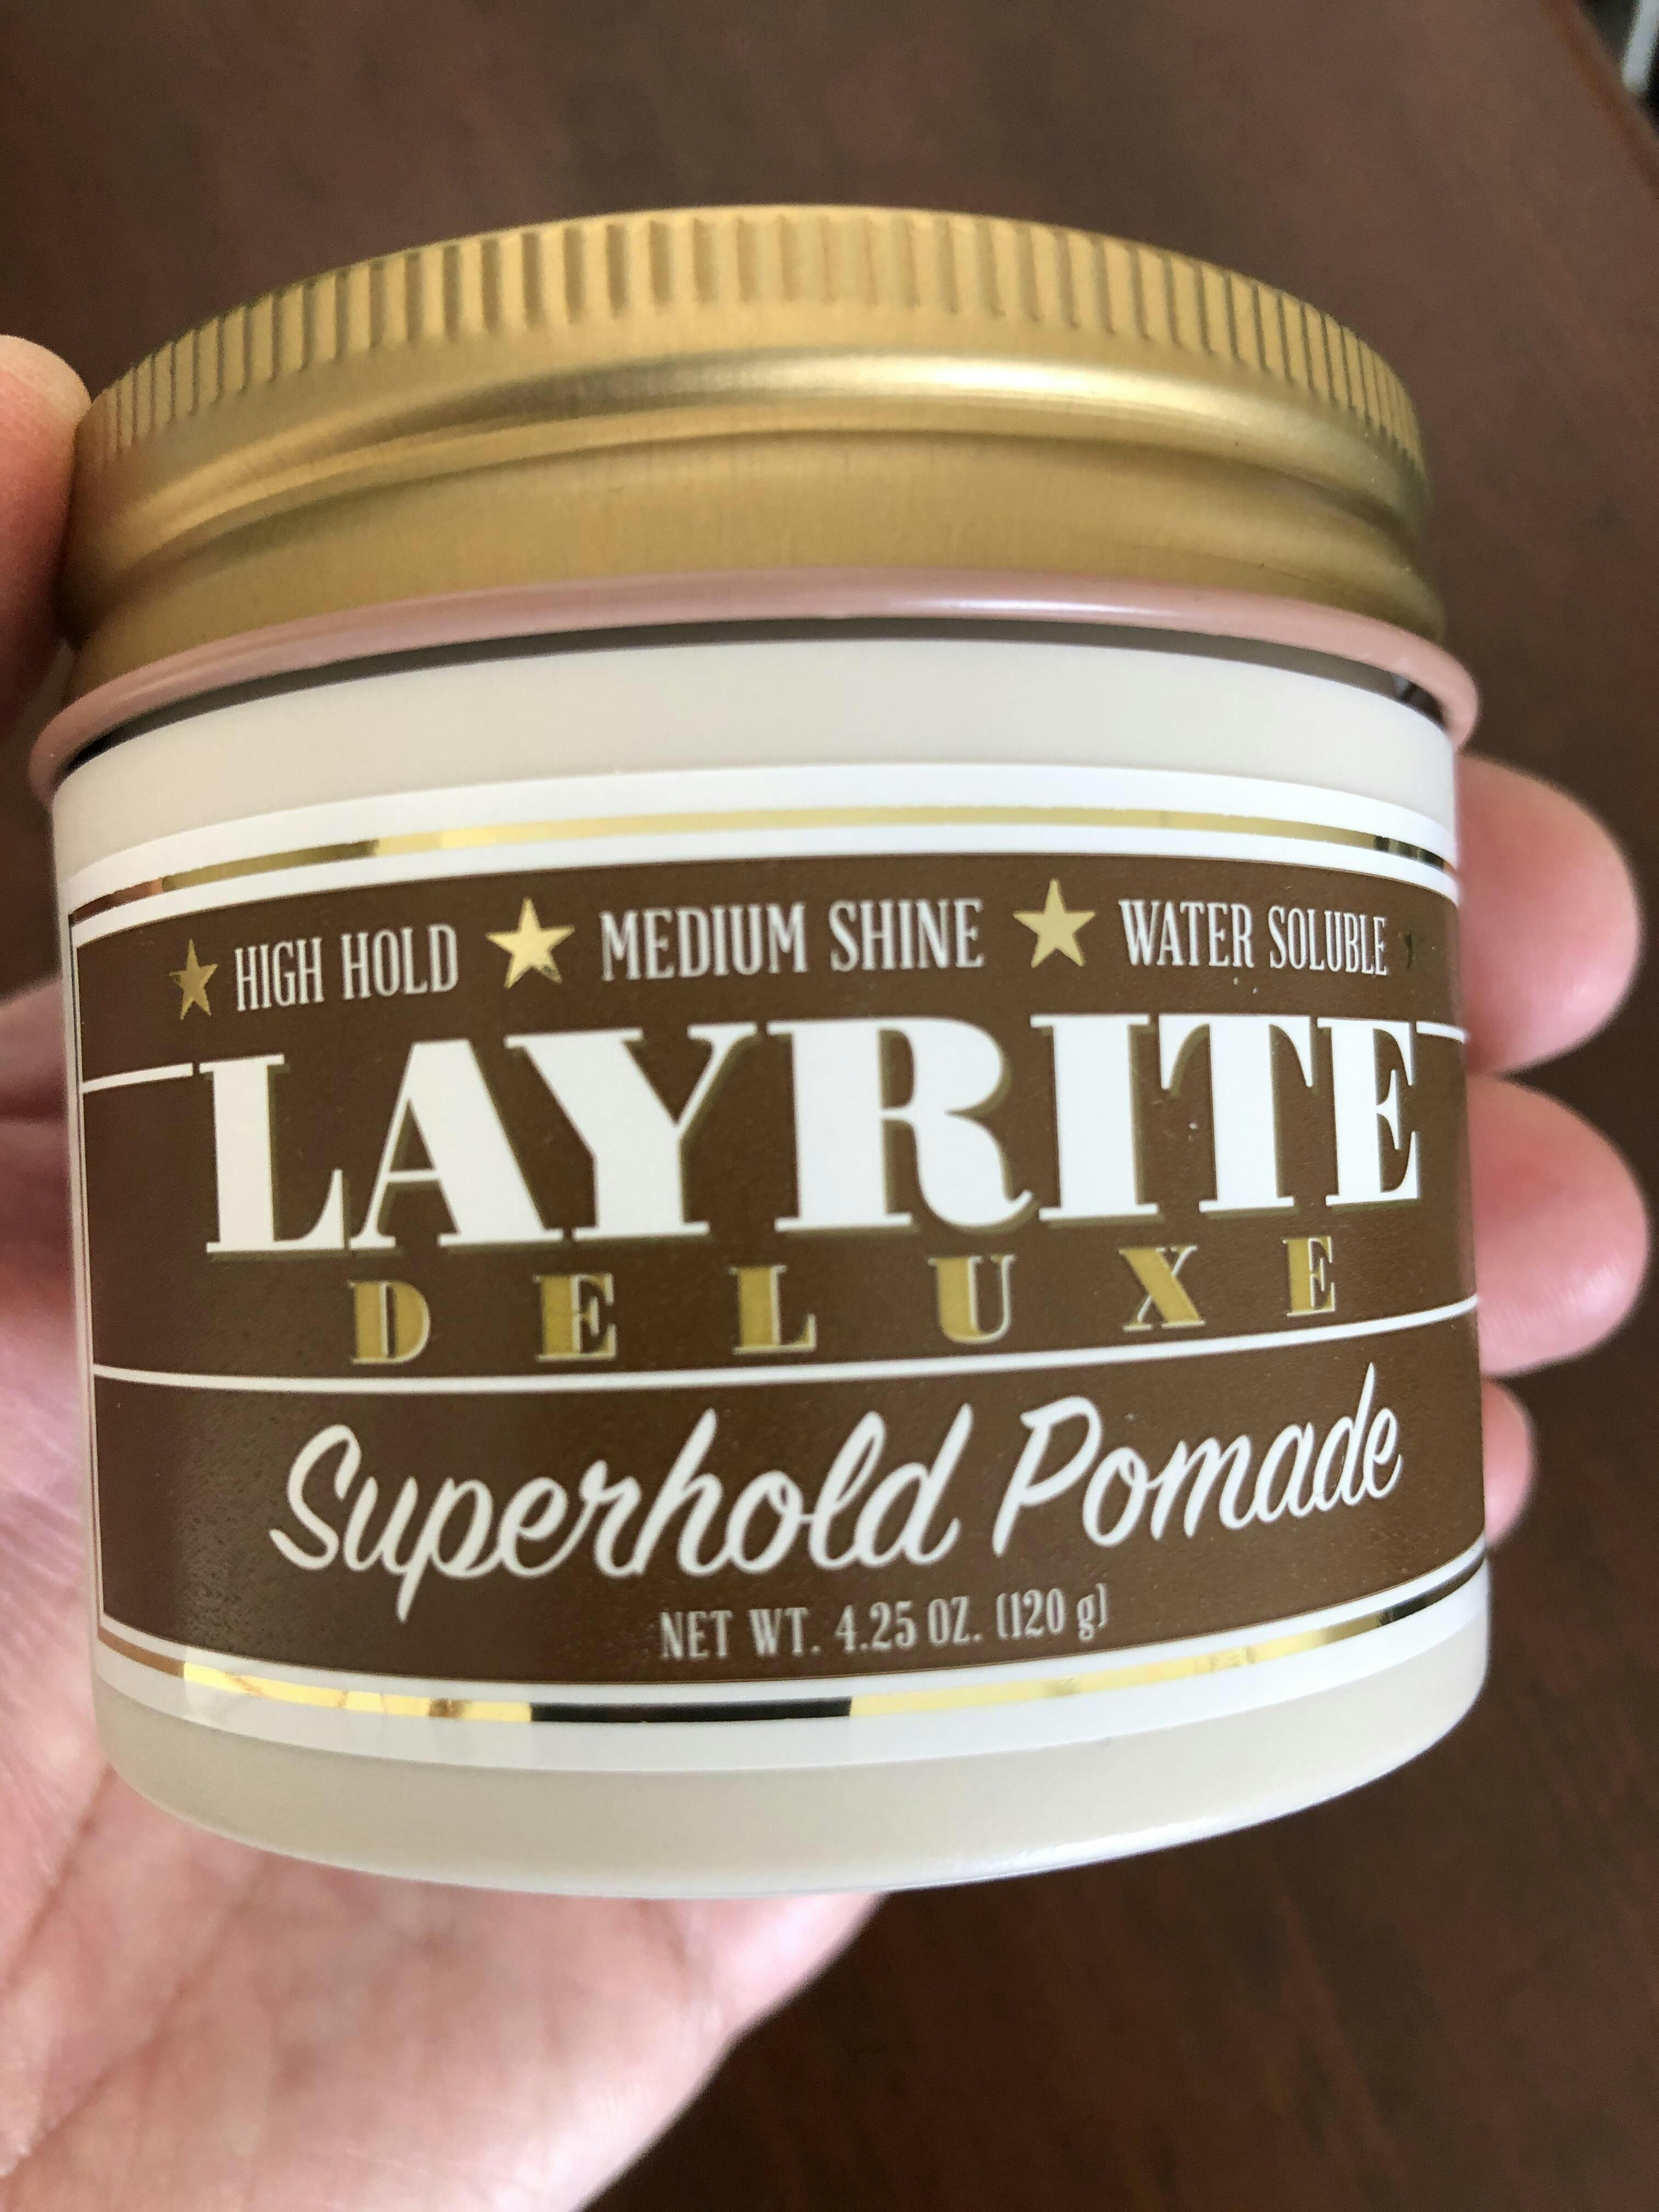 HIGH HOLD MEDIUM SHINE WATER SOLUBLE
LAYRITE
DELUXE
Superhold Pomade
NET WT. 4.25 OZ. (120 g)